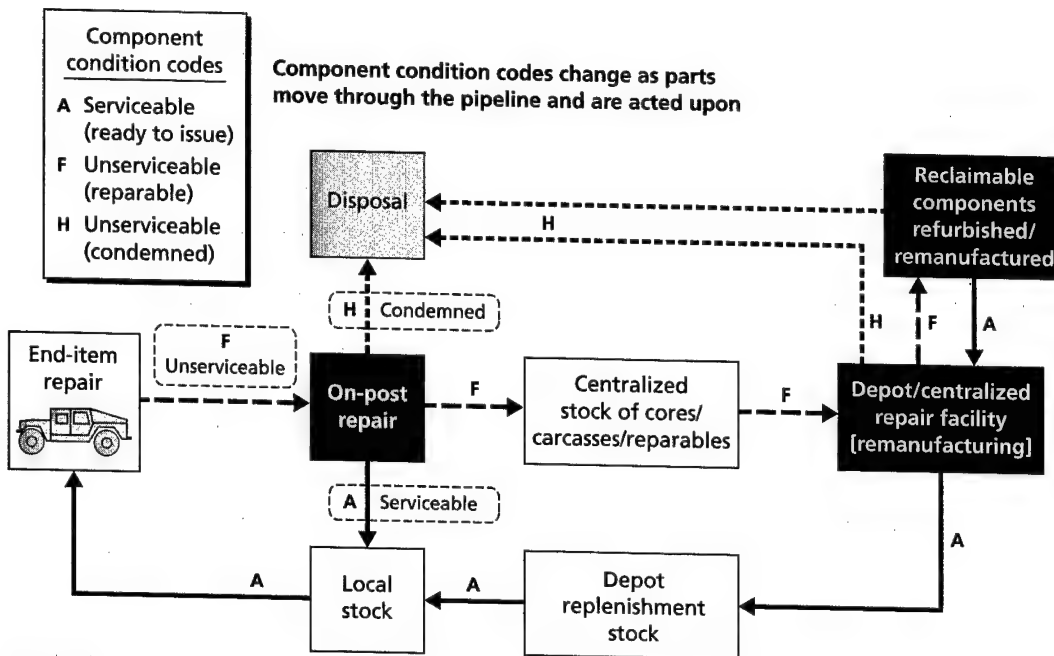 Component
condition codes
A Serviceable
(ready to issue)
F Unserviceable
(reparable)
H Unserviceable
(condemned)
Component condition codes change as parts
move through the pipeline and are acted upon
Disposal
Reclaimable
components
refurbished/
remanufactured
H
H Condemned
H
F
A
End-item
repair
F
Unserviceable
On-post
repair
F
Centralized
stock of cores/
carcasses/reparables
F
Depot/centralized
repair facility
[remanufacturing]
A Serviceable
A
A
Local
stock
A
Depot
replenishment
stock